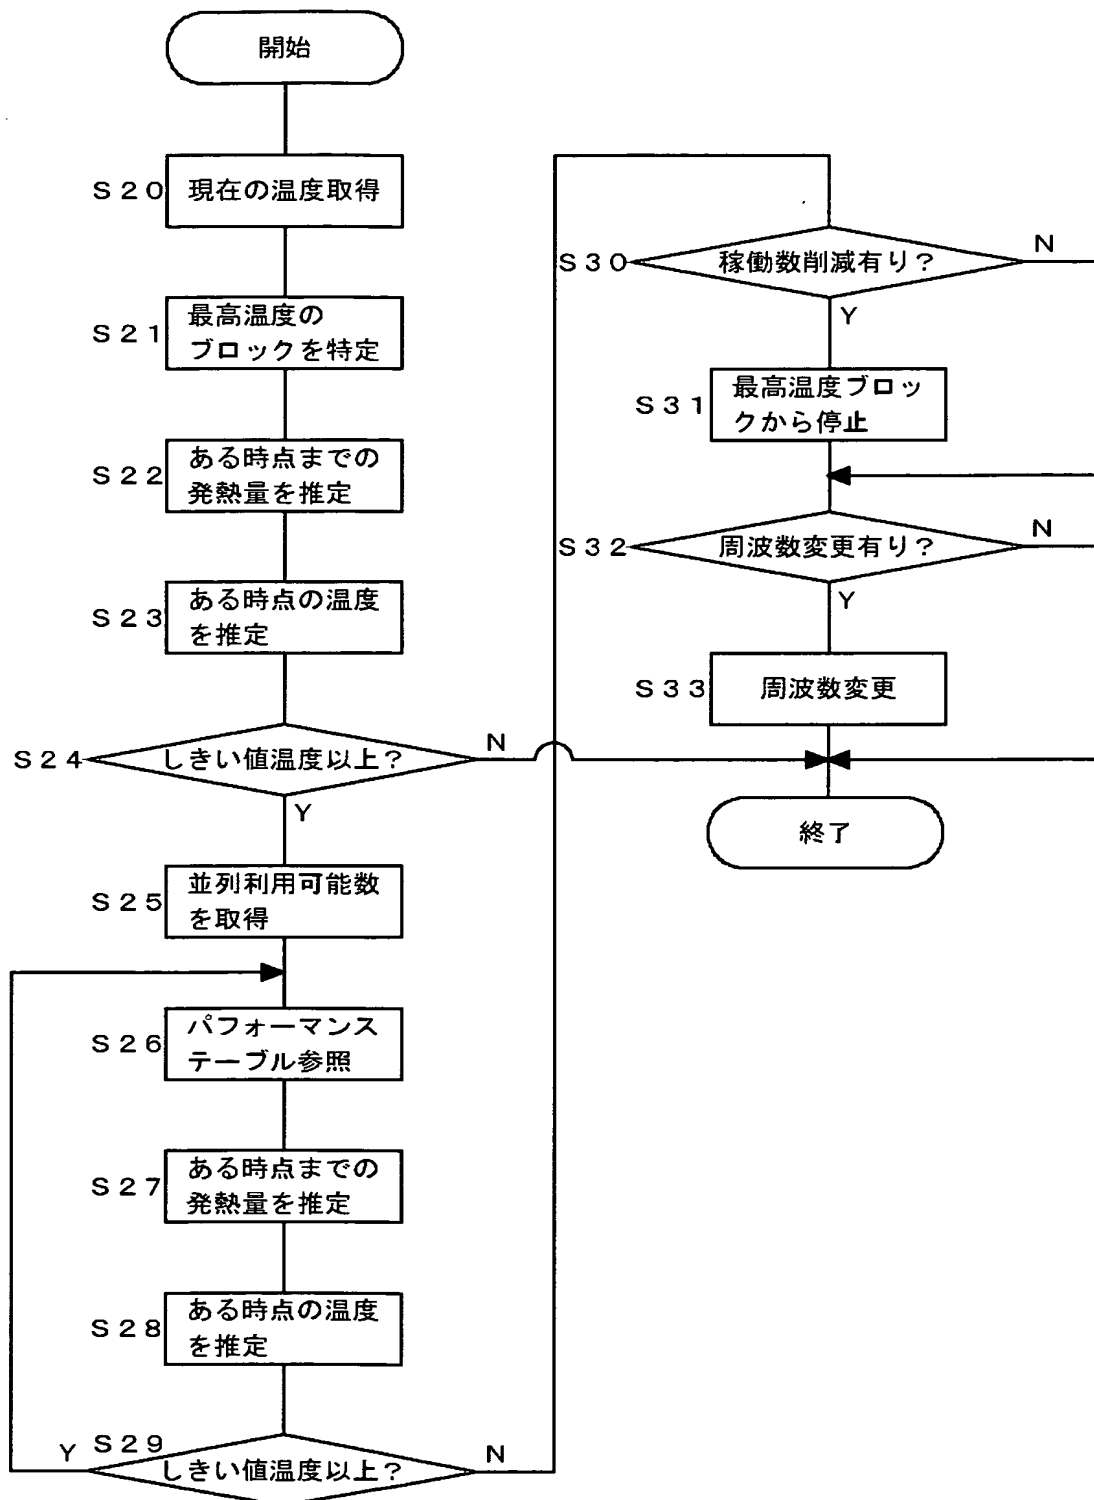 開始
S20 現在の温度取得
S21 最高温度の
ブロックを特定
S22 ある時点までの
発熱量を推定
S23 ある時点の温度
を推定
S24 しきい値温度以上？ N
Y
S25 並列利用可能数
を取得
S26 パフォーマンス
テーブル参照
S27 ある時点までの
発熱量を推定
S28 ある時点の温度
を推定
S29
Y しきい値温度以上？ N
S30 稼働数削減有り？ N
Y
S31 最高温度ブロッ
クから停止
S32 周波数変更有り？ N
Y
S33 周波数変更
終了